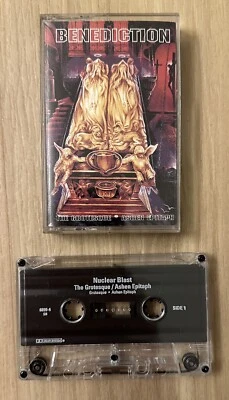 BENEDICTION
THE GROTESQUE • ASHEN EPITAPH
Nuclear Blast
The Grotesque / Ashen Epitaph
Grotesque • Ashen Epitaph
SIDE 1